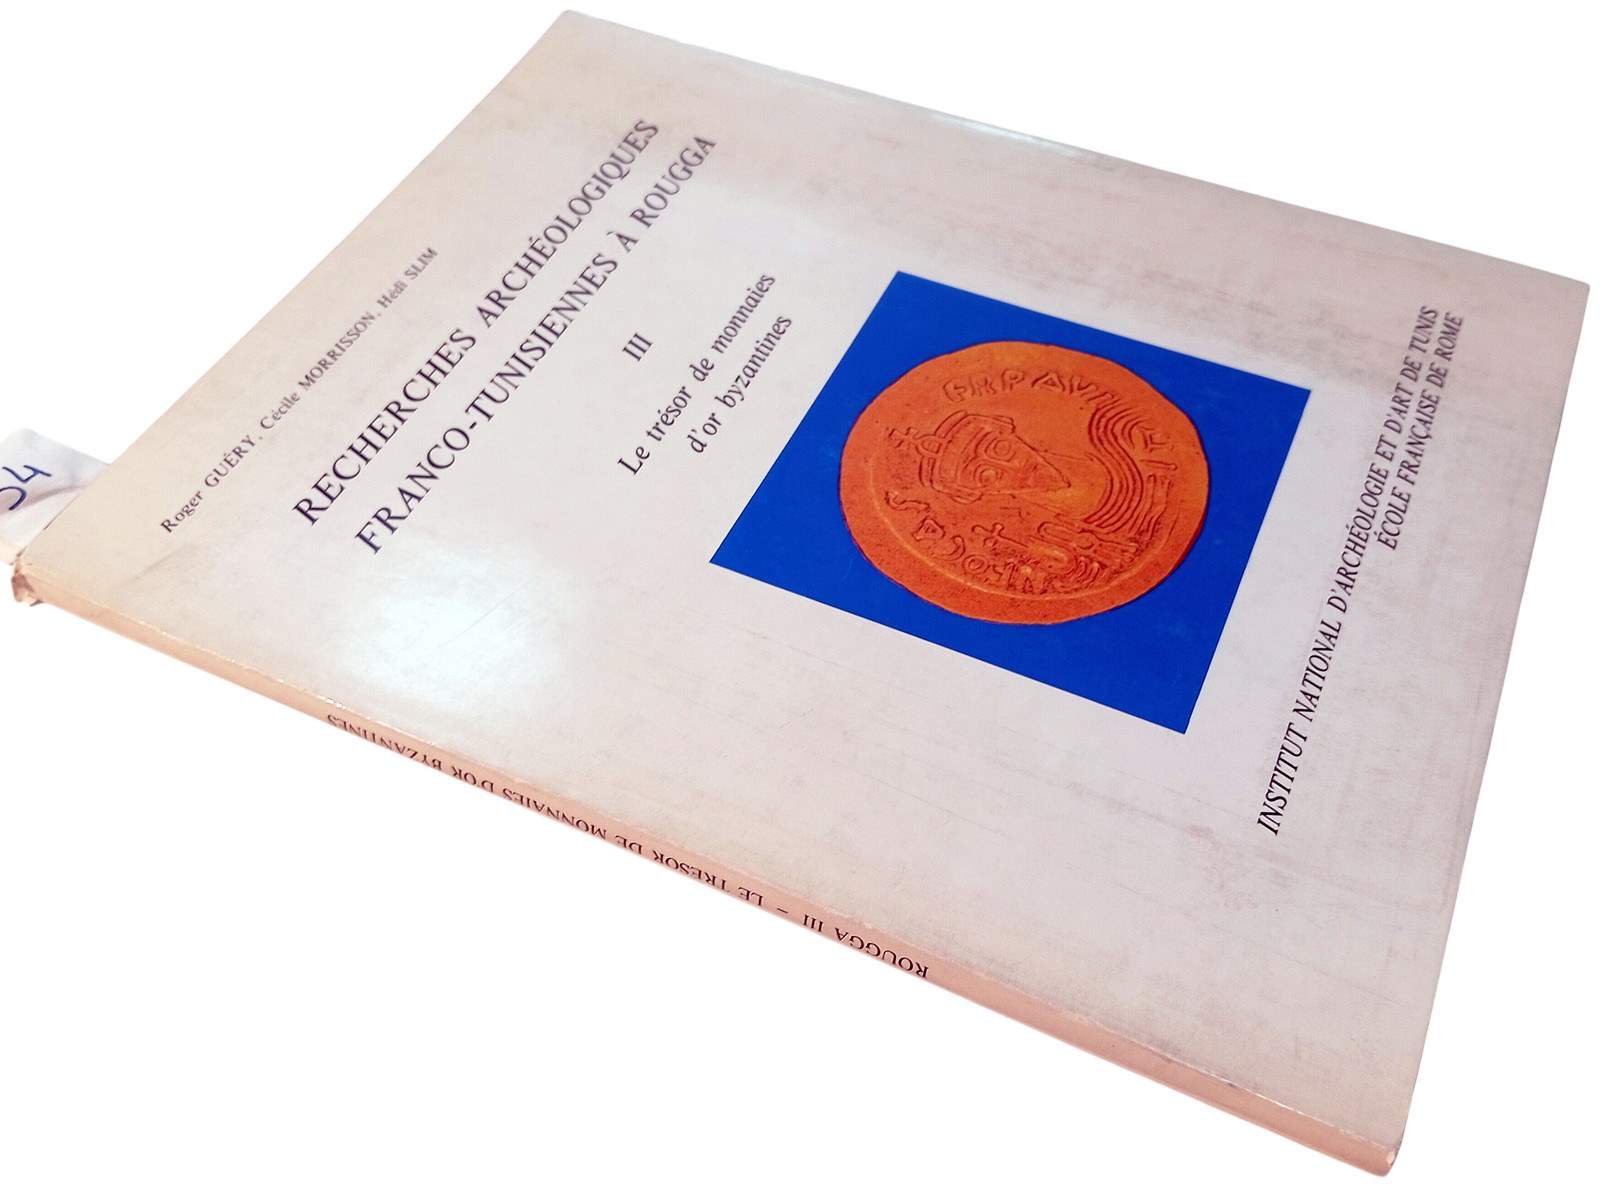 Roger GUÉRY, Cécile MORRISSON, Hédi SLIM
RECHERCHES ARCHÉOLOGIQUES
FRANCO-TUNISIENNES À ROUGGA
III
Le trésor de monnaies
d'or byzantines
INSTITUT NATIONAL D'ARCHÉOLOGIE ET D'ART DE TUNIS
ÉCOLE FRANÇAISE DE ROME
ROUGGA III – LE TRESOR DE MONNAIES D'OR BYZANTINES